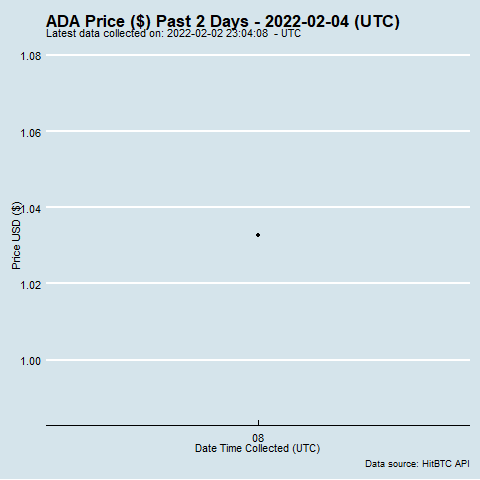 ADA Price ($) Past 2 Days - 2022-02-04 (UTC)
Latest data collected on: 2022-02-02 23:04:08 - UTC
1.08
1.06
1.04
1.02
1.00
Price USD ($)
08
Date Time Collected (UTC)
Data source: HitBTC API